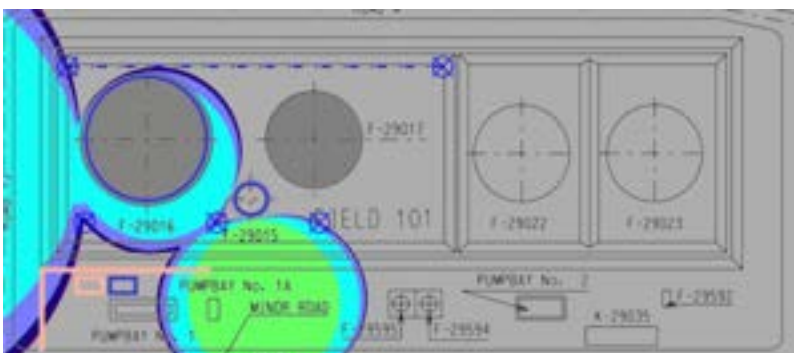 F-29017
FIELD 101
F-29016
F-29015
F-29022
F-29023
PUMPBAY No. 1A
PUMPBAY No. 2
MINOR ROAD
F-29592
K-29035
F-29595
F-29594
PUMPBAY